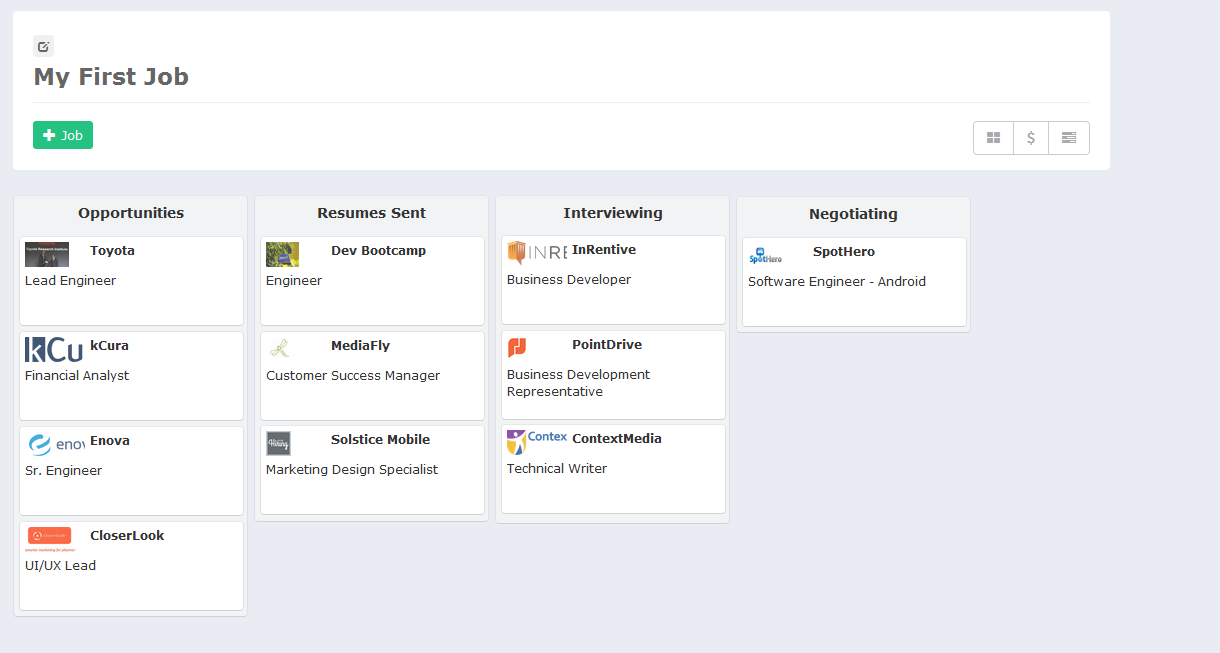 My First Job
Job
$
Opportunities
Toyota
Lead Engineer
kCu
kCura
Financial Analyst
enov
Enova
Sr. Engineer
CloserLook
UI/UX Lead
Resumes Sent
Dev Bootcamp
Engineer
MediaFly
Customer Success Manager
Hiring
Solstice Mobile
Marketing Design Specialist
Interviewing
INRE
InRentive
Business Developer
PointDrive
Business Development
Representative
Contex
ContextMedia
Technical Writer
Negotiating
SpotHero
SpotHero
Software Engineer - Android